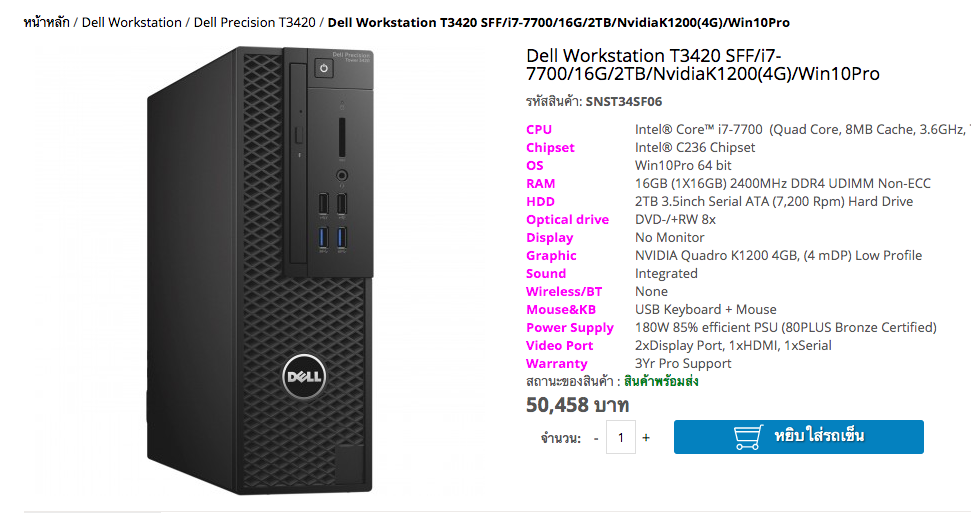 หน้าหลัก / Dell Workstation / Dell Precision T3420 / Dell Workstation T3420 SFF/i7-7700/16G/2TB/NvidiaK1200(4G)/Win10Pro
Dell Precision
DELL
Dell Workstation T3420 SFF/i7-
7700/16G/2TB/NvidiaK1200(4G)/Win10Pro
รหัสสินค้า: SNST34SF06
CPU Intel® Core™ i7-7700 (Quad Core, 8MB Cache, 3.6GHz,
Chipset Intel® C236 Chipset
OS Win10Pro 64 bit
RAM 16GB (1X16GB) 2400MHz DDR4 UDIMM Non-ECC
HDD 2TB 3.5inch Serial ATA (7,200 Rpm) Hard Drive
Optical drive DVD-/+RW 8x
Display No Monitor
Graphic NVIDIA Quadro K1200 4GB, (4 mDP) Low Profile
Sound Integrated
Wireless/BT None
Mouse&KB USB Keyboard + Mouse
Power Supply 180W 85% efficient PSU (80PLUS Bronze Certified)
Video Port 2xDisplay Port, 1xHDMI, 1xSerial
Warranty 3Yr Pro Support
สถานะของสินค้า : สินค้าพร้อมส่ง
50,458 บาท
จำนวน: - 1 +
หยิบใส่รถเข็น